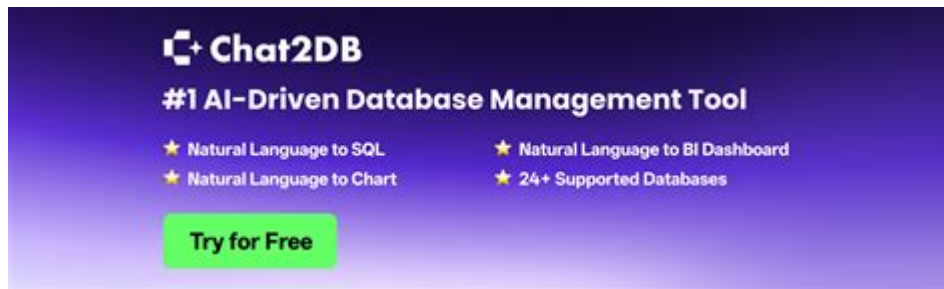 Chat2DB
#1 AI-Driven Database Management Tool
Natural Language to SQL
Natural Language to BI Dashboard
Natural Language to Chart
24+ Supported Databases
Try for Free